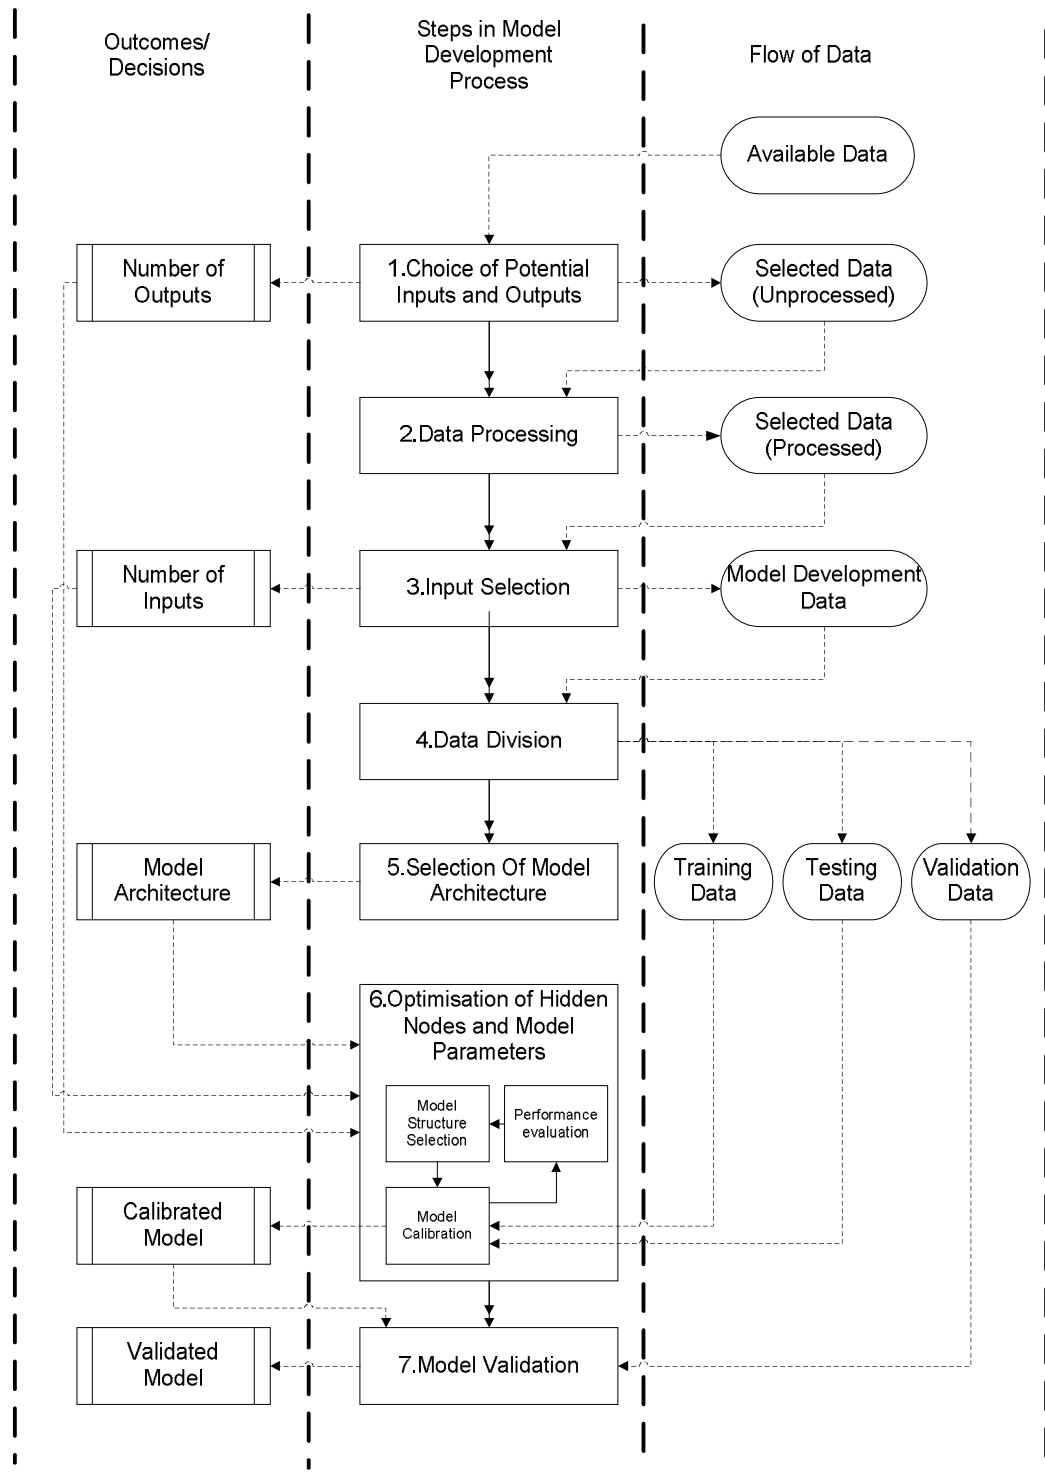 Outcomes/
Decisions
Steps in Model
Development
Process
Flow of Data
Available Data
Number of
Outputs
1.Choice of Potential
Inputs and Outputs
Selected Data
(Unprocessed)
2.Data Processing
Selected Data
(Processed)
Number of
Inputs
3.Input Selection
Model Development
Data
4.Data Division
Model
Architecture
5.Selection Of Model
Architecture
Training
Data
Testing
Data
Validation
Data
6.Optimisation of Hidden
Nodes and Model
Parameters
Model
Structure
Selection
Performance
evaluation
Calibrated
Model
Model
Calibration
Validated
Model
7.Model Validation